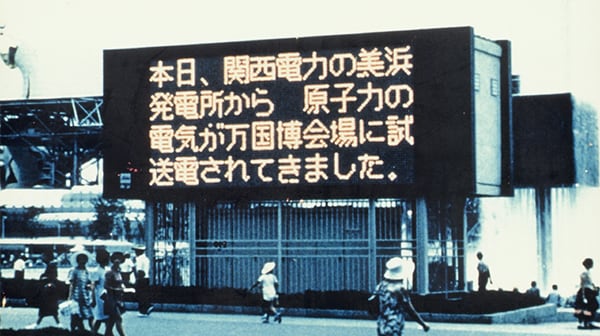 本日、関西電力の美浜
発電所から　原子力の
電気が万国博会場に試
送電されてきました。